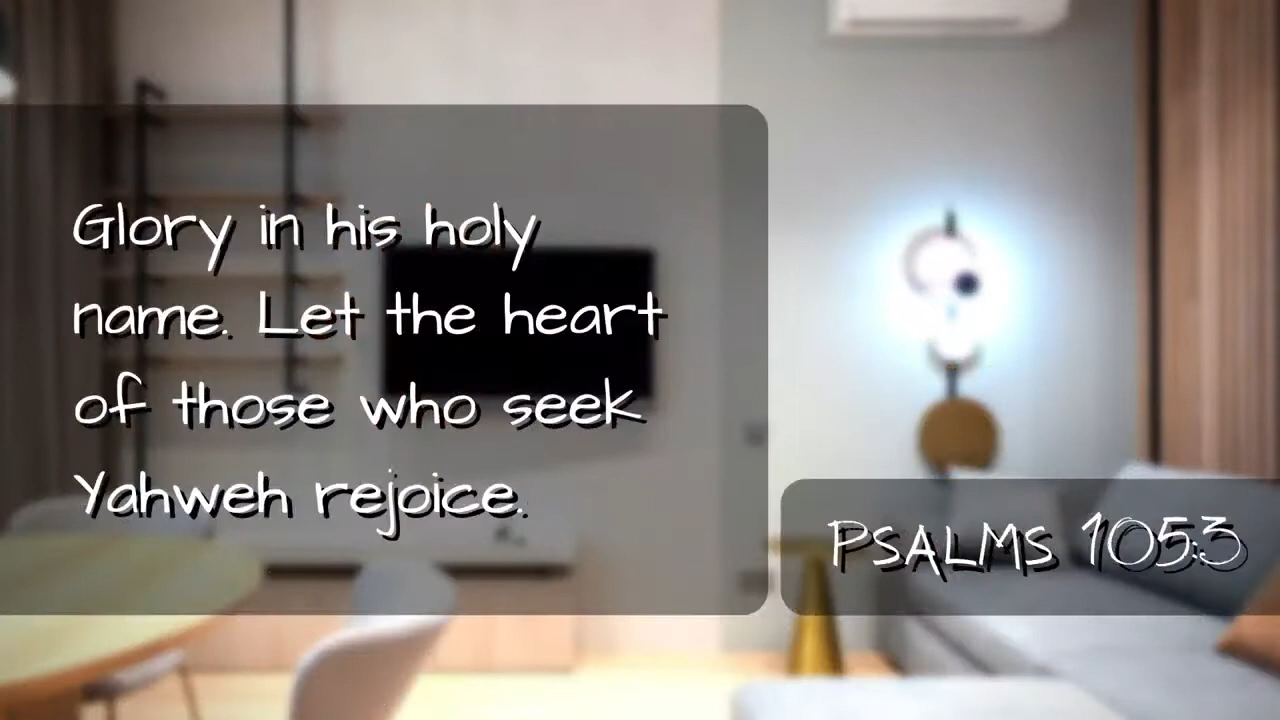 Glory in his holy
name. Let the heart
of those who seek
Yahweh rejoice.
PSALMS 105:3